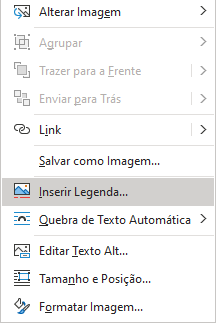 Alterar Imagem
Agrupar
Trazer para a Frente
Enviar para Trás
Link
Salvar como Imagem...
Inserir Legenda...
Quebra de Texto Automática
Editar Texto Alt...
Tamanho e Posição...
Formatar Imagem...